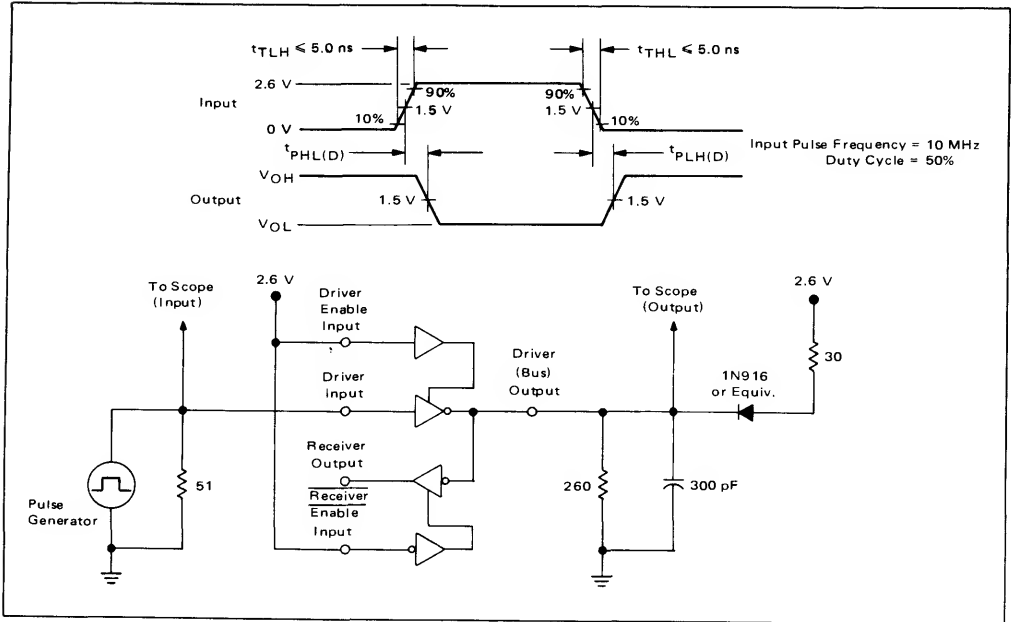 tTLH ≤ 5.0 ns
tTHL ≤ 5.0 ns
2.6 V
90%
90%
Input
1.5 V
1.5 V
10%
10%
0 V
tPHL(D)
tPLH(D)
Input Pulse Frequency = 10 MHz
Duty Cycle = 50%
VOH
Output
1.5 V
1.5 V
VOL
To Scope
(Input)
2.6 V
Driver
Enable
Input
To Scope
(Output)
2.6 V
30
Driver
(Bus)
Output
1N916
or Equiv.
Driver
Input
Receiver
Output
Pulse
Generator
51
Receiver
Enable
Input
260
300 pF